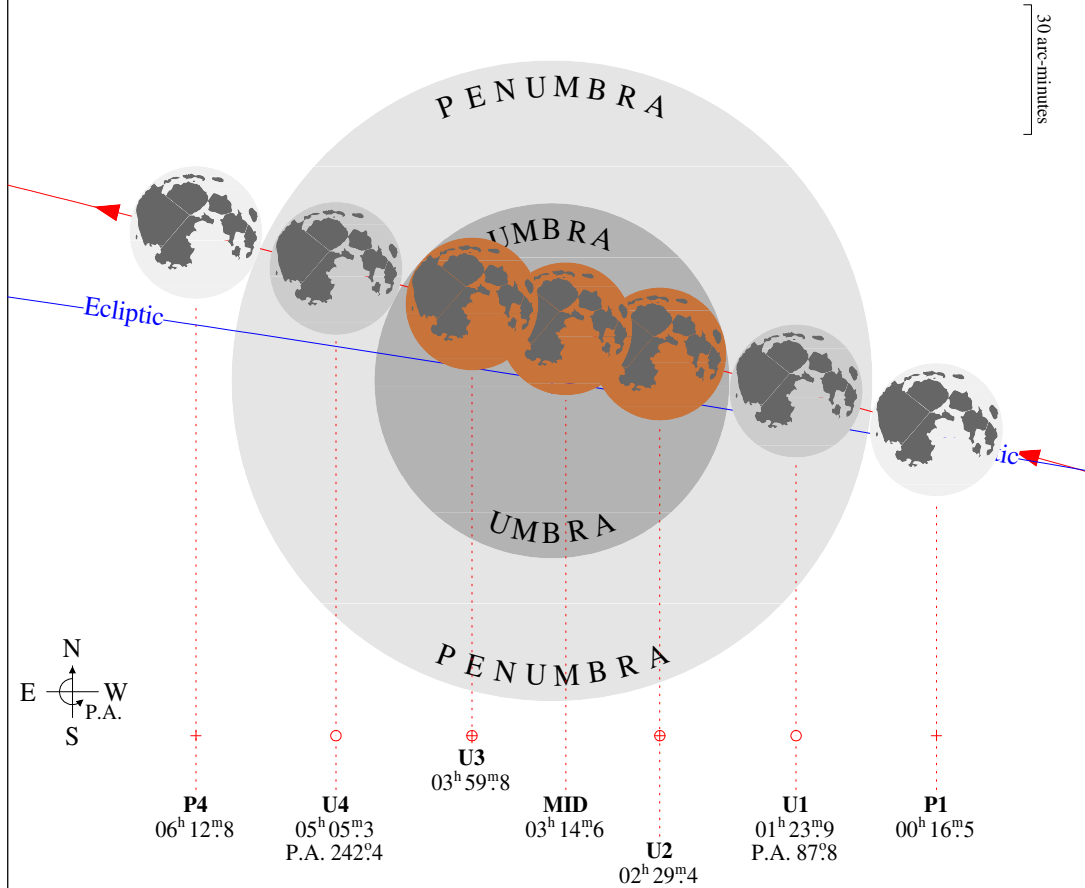 30 arc-minutes
PENUMBRA
UMBRA
Ecliptic
tic
UMBRA
PENUMBRA
N
E W
P.A.
S
U3
03ʰ 59ᵐ.8
P4
06ʰ 12ᵐ.8
U4
05ʰ 05ᵐ.3
P.A. 242°.4
MID
03ʰ 14ᵐ.6
U2
02ʰ 29ᵐ.4
U1
01ʰ 23ᵐ.9
P.A. 87°.8
P1
00ʰ 16ᵐ.5